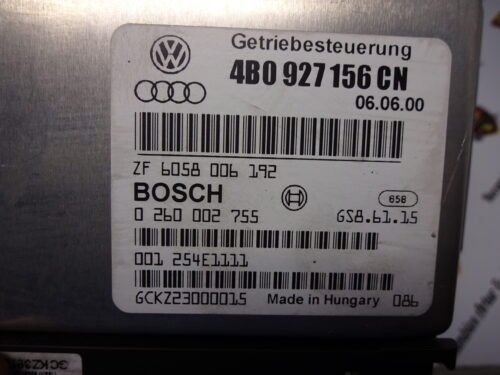 Getriebesteuerung
4B0 927 156 CN
06.06.00
ZF 6058 006 192
BOSCH 658
0 260 002 755 GS8.61.15
001 254E1111
GCKZ23000015 Made in Hungary 086